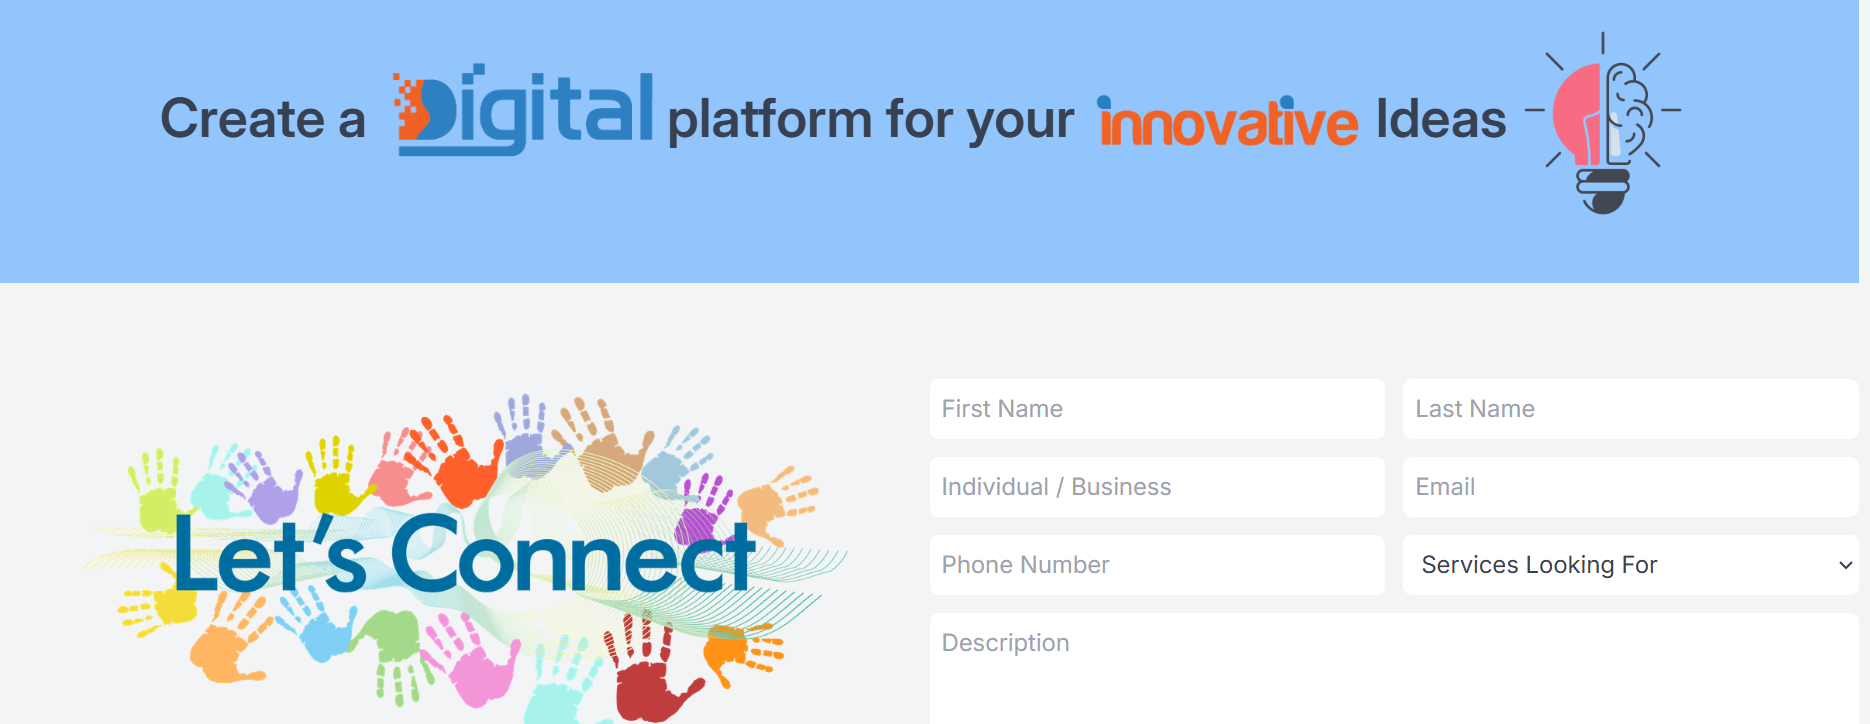 Create a Digital platform for your innovative Ideas
Let's Connect
First Name
Last Name
Individual / Business
Email
Phone Number
Services Looking For
Description